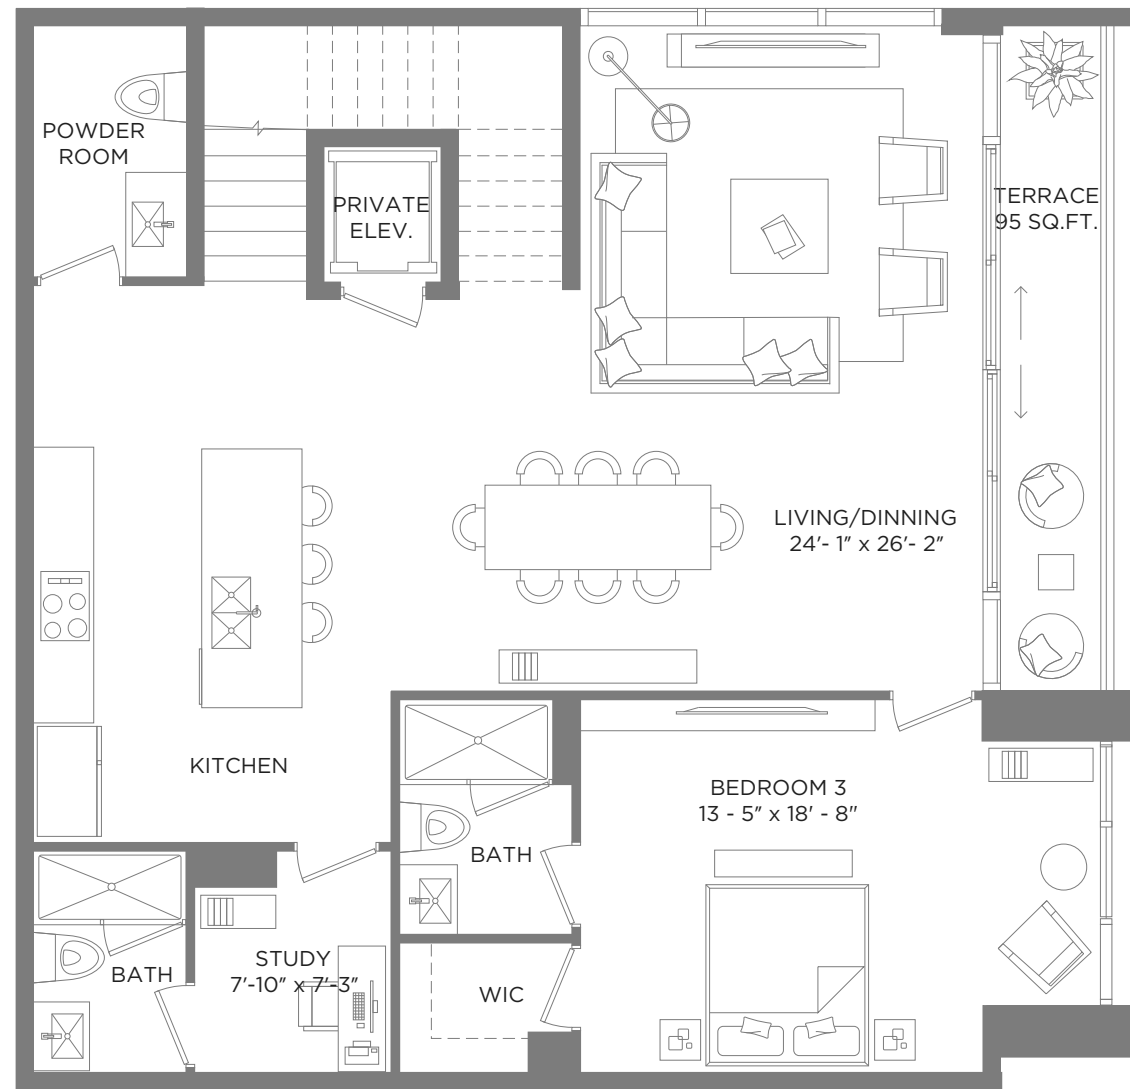 POWDER
ROOM
PRIVATE
ELEV.
TERRACE
95 SQ.FT.
LIVING/DINNING
24'- 1" x 26'- 2"
KITCHEN
BEDROOM 3
13 - 5" x 18' - 8"
BATH
STUDY
7'-10" x 7'-3"
BATH
WIC